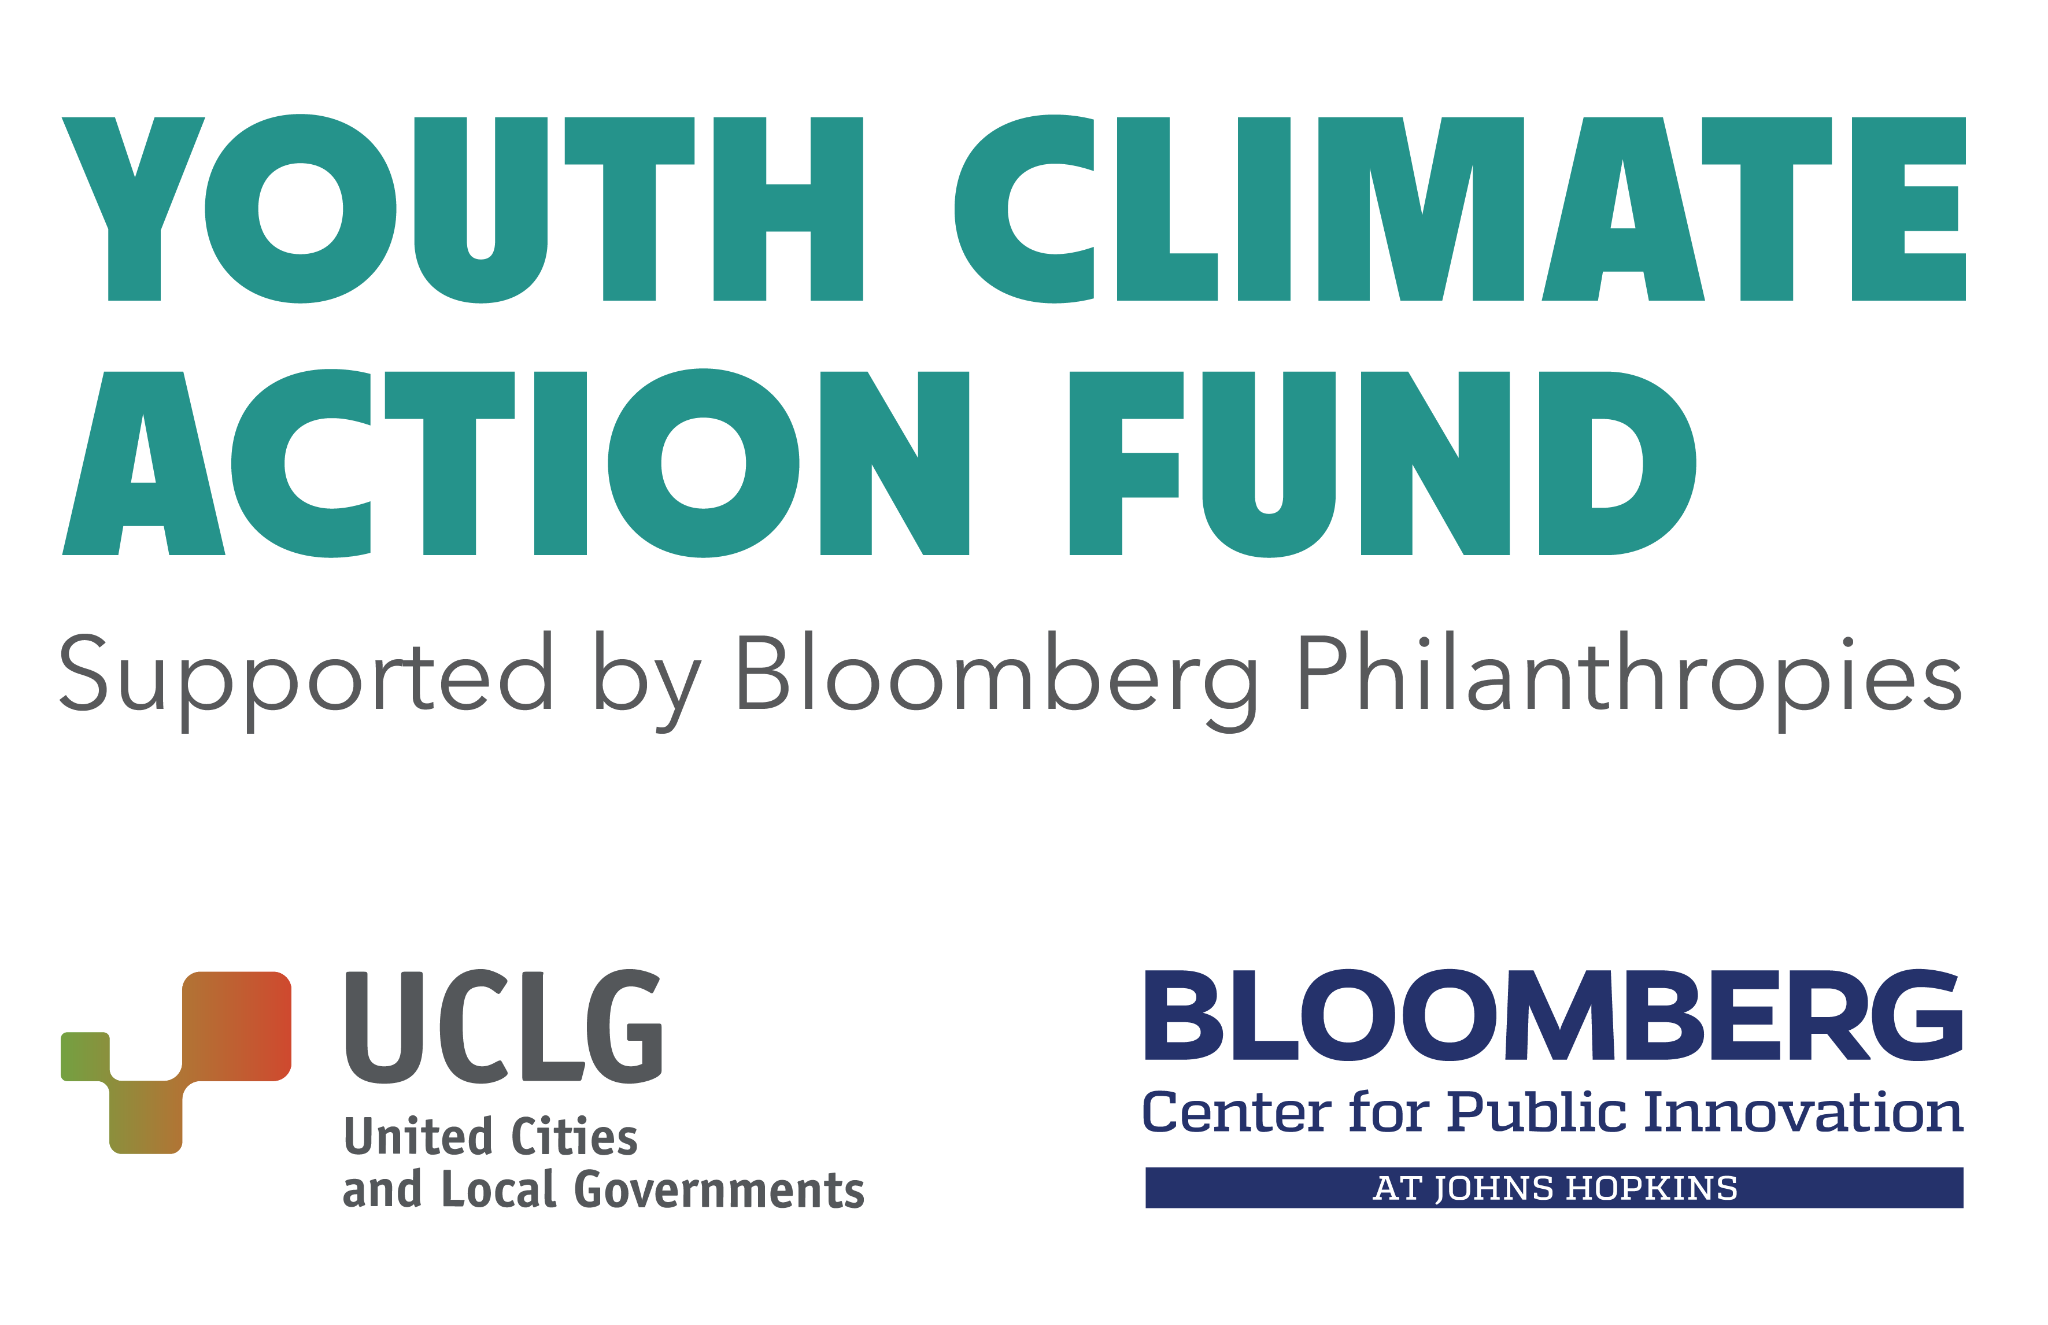 YOUTH CLIMATE
ACTION FUND
Supported by Bloomberg Philanthropies
UCLG
United Cities
and Local Governments
BLOOMBERG
Center for Public Innovation
AT JOHNS HOPKINS